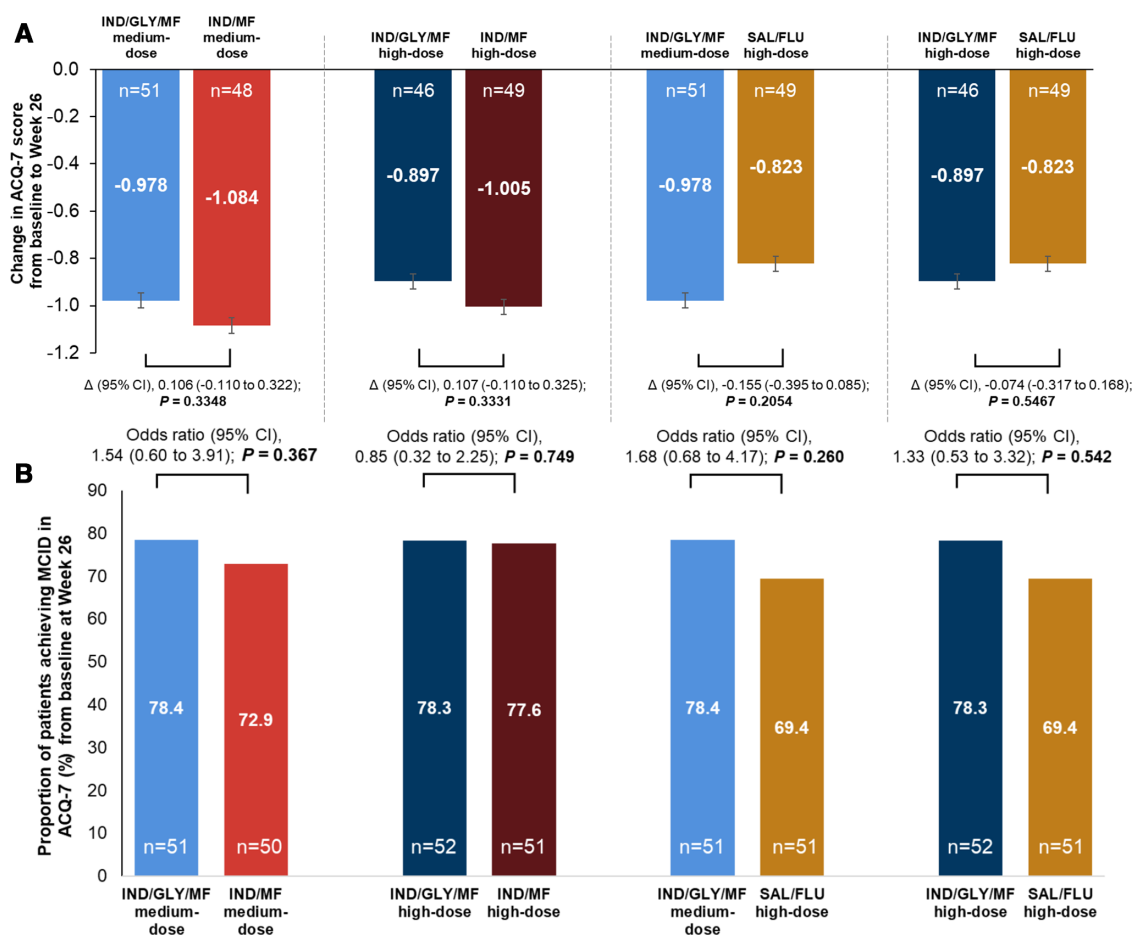 A
IND/GLY/MF
medium-
dose
IND/MF
medium-
dose
IND/GLY/MF
high-dose
IND/MF
high-dose
IND/GLY/MF
medium-dose
SAL/FLU
high-dose
IND/GLY/MF
high-dose
SAL/FLU
high-dose
Change in ACQ-7 score
from baseline to Week 26
0.0
-0.2
-0.4
-0.6
-0.8
-1.0
-1.2
n=51
n=48
n=46
n=49
n=51
n=49
n=46
n=49
-0.978
-1.084
-0.897
-1.005
-0.978
-0.823
-0.897
-0.823
Δ (95% CI), 0.106 (-0.110 to 0.322);
P = 0.3348
Δ (95% CI), 0.107 (-0.110 to 0.325);
P = 0.3331
Δ (95% CI), -0.155 (-0.395 to 0.085);
P = 0.2054
Δ (95% CI), -0.074 (-0.317 to 0.168);
P = 0.5467
B
Odds ratio (95% CI),
1.54 (0.60 to 3.91); P = 0.367
Odds ratio (95% CI),
0.85 (0.32 to 2.25); P = 0.749
Odds ratio (95% CI),
1.68 (0.68 to 4.17); P = 0.260
Odds ratio (95% CI),
1.33 (0.53 to 3.32); P = 0.542
Proportion of patients achieving MCID in
ACQ-7 (%) from baseline at Week 26
90
80
70
60
50
40
30
20
10
0
78.4
72.9
78.3
77.6
78.4
69.4
78.3
69.4
n=51
n=50
n=52
n=51
n=51
n=51
n=52
n=51
IND/GLY/MF
medium-
dose
IND/MF
medium-
dose
IND/GLY/MF
high-dose
IND/MF
high-dose
IND/GLY/MF
medium-
dose
SAL/FLU
high-dose
IND/GLY/MF
high-dose
SAL/FLU
high-dose